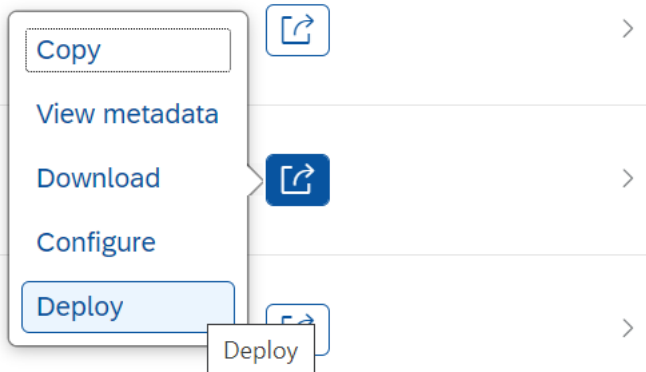 Copy
View metadata
Download
Configure
Deploy
Deploy